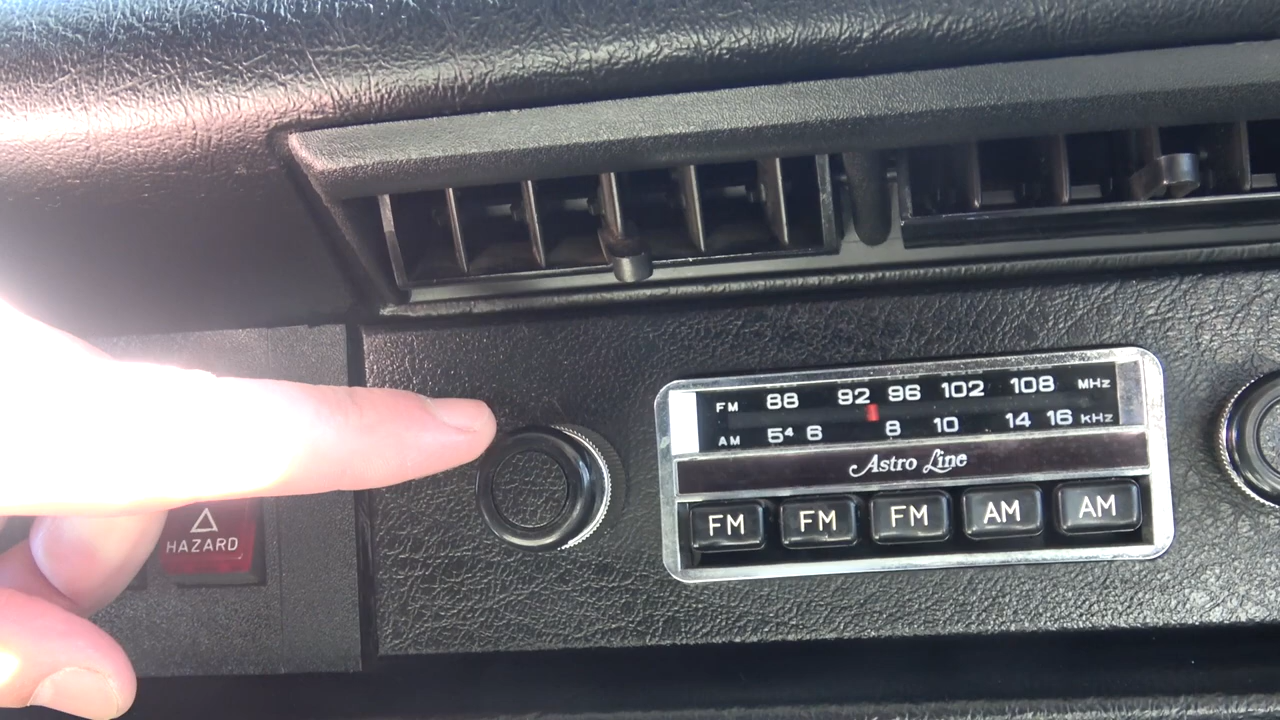 FM 88 92 96 102 108 MHz
AM 5⁴ 6 8 10 14 16 kHz
Astro Line
FM FM FM AM AM
HAZARD